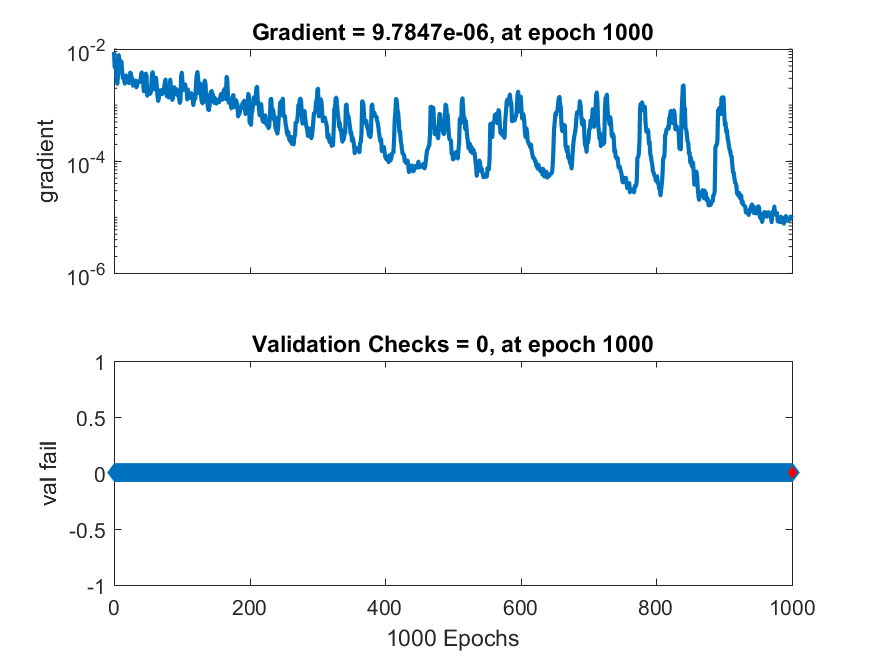 Gradient = 9.7847e-06, at epoch 1000
10-2
10-4
10-6
gradient
Validation Checks = 0, at epoch 1000
1
0.5
0
-0.5
-1
val fail
0
200
400
600
800
1000
1000 Epochs